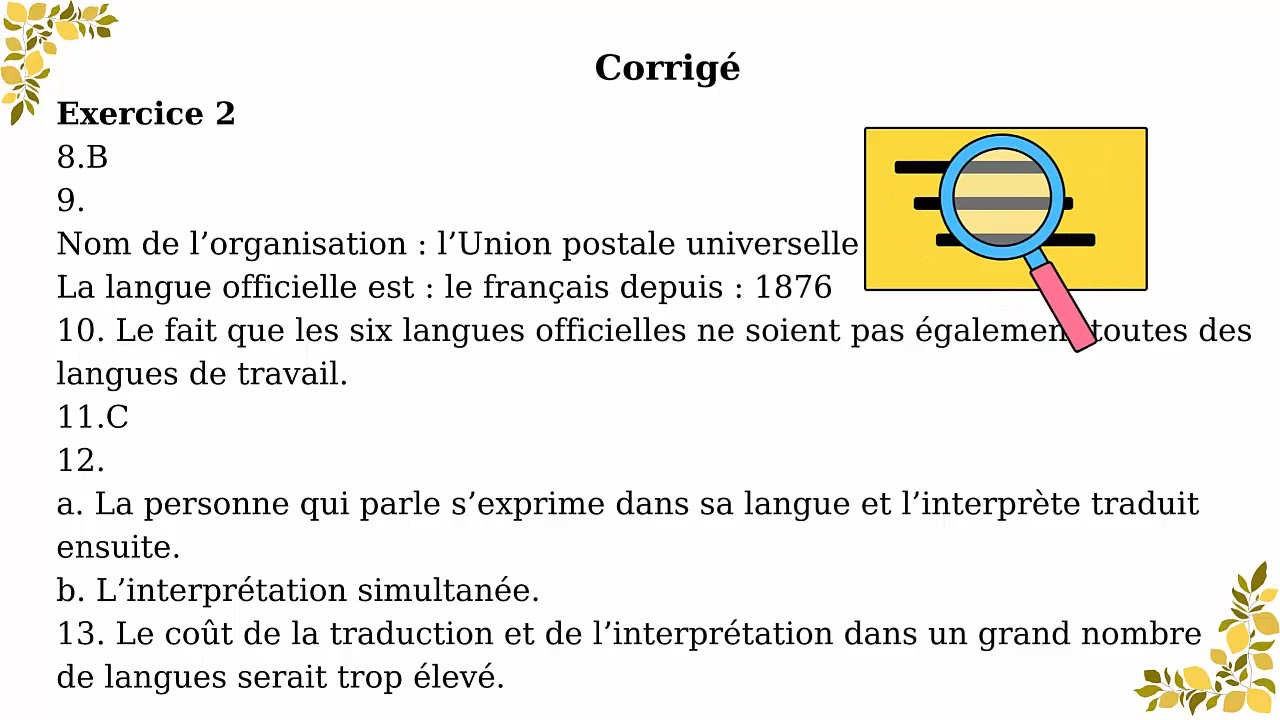 Corrigé
Exercice 2
8.B
9.
Nom de l’organisation : l’Union postale universelle
La langue officielle est : le français depuis : 1876
10. Le fait que les six langues officielles ne soient pas également toutes des
langues de travail.
11.C
12.
a. La personne qui parle s’exprime dans sa langue et l’interprète traduit
ensuite.
b. L’interprétation simultanée.
13. Le coût de la traduction et de l’interprétation dans un grand nombre
de langues serait trop élevé.